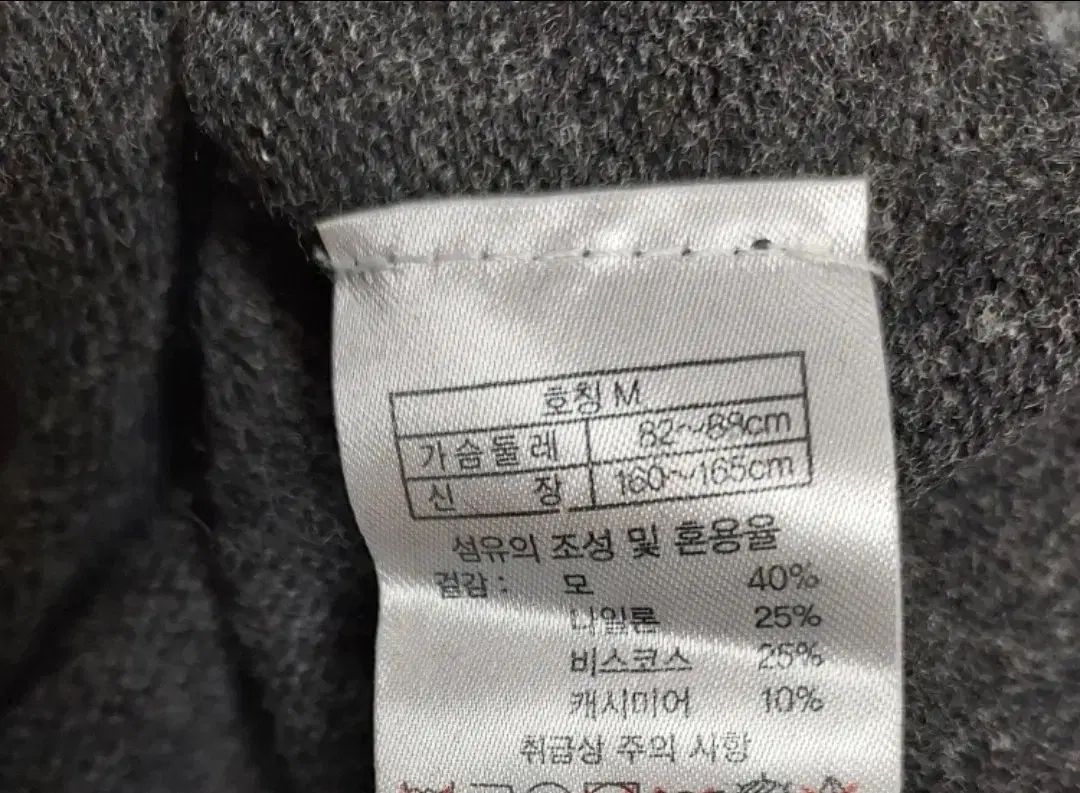 호칭 M
가슴둘레 82~88cm
신 장 160~165cm
섬유의 조성 및 혼용율
겉감 : 모 40%
나일론 25%
비스코스 25%
캐시미어 10%
취급상 주의 사항